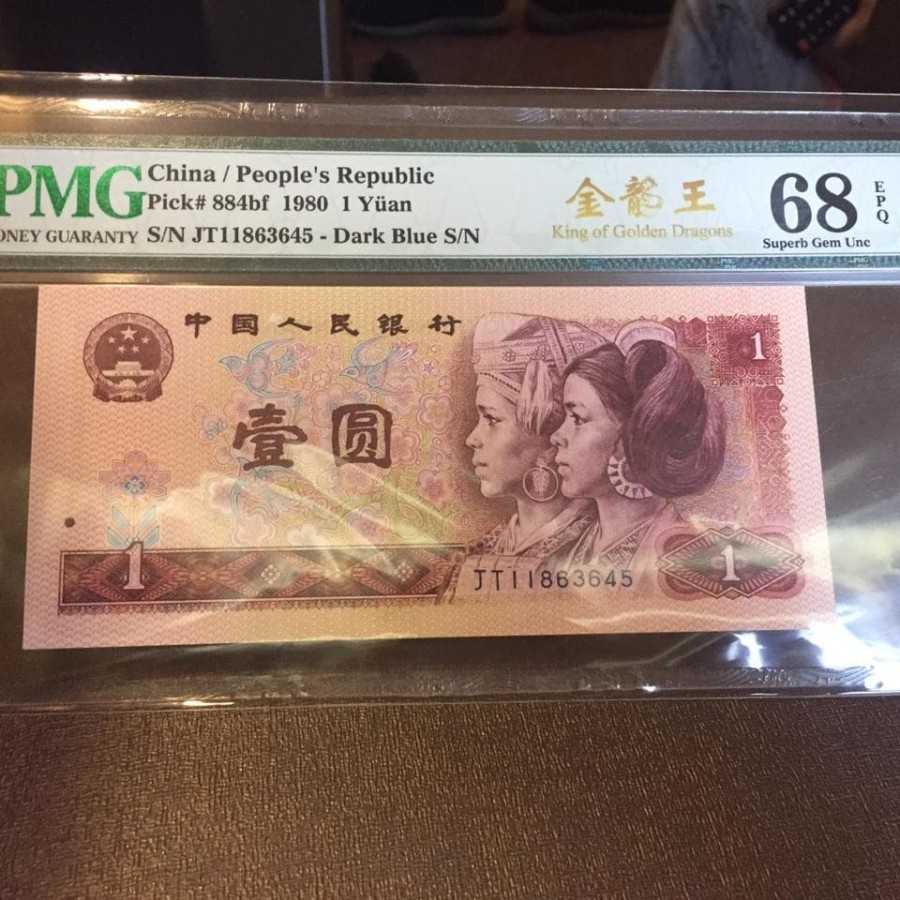 PMG
ONEY GUARANTY
China / People's Republic
Pick# 884bf 1980 1 Yüan
S/N JT11863645 - Dark Blue S/N
金龍王
King of Golden Dragons
68
EPQ
Superb Gem Unc
中国人民银行
1
壹圆
1
1
JT11863645